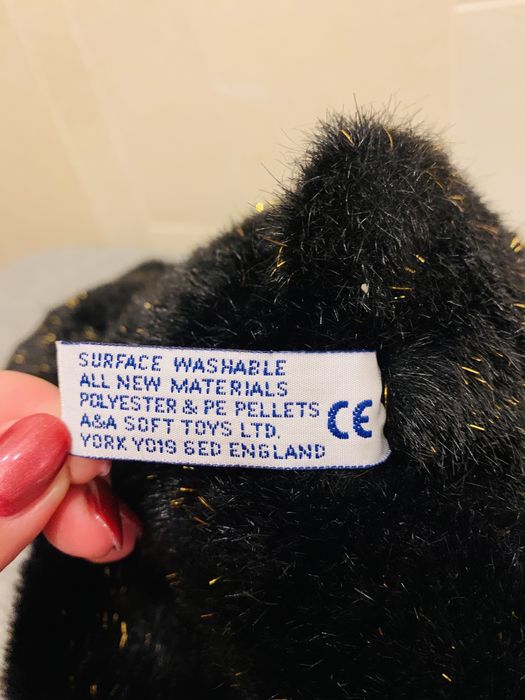 SURFACE WASHABLE
ALL NEW MATERIALS
POLYESTER & PE PELLETS
A&A SOFT TOYS LTD.
YORK YO19 6ED ENGLAND
CE